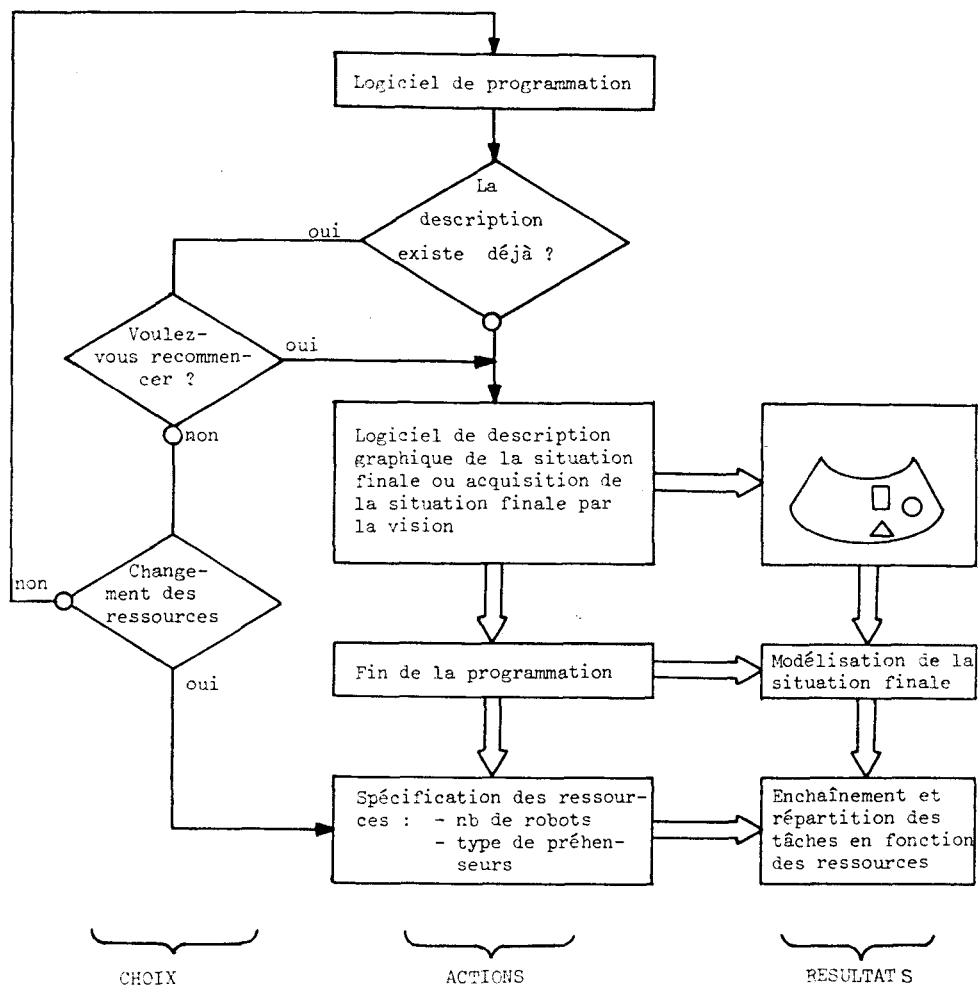 Logiciel de programmation
La
description
existe déjà ?
oui
Voulez-
vous recommen-
cer ?
oui
non
Logiciel de description
graphique de la situation
finale ou acquisition de
la situation finale par
la vision
Change-
ment des
ressources
non
oui
Fin de la programmation
Modélisation de la
situation finale
Spécification des ressour-
ces : - nb de robots
- type de préhen-
seurs
Enchaînement et
répartition des
tâches en fonction
des ressources
CHOIX
ACTIONS
RESULTATS